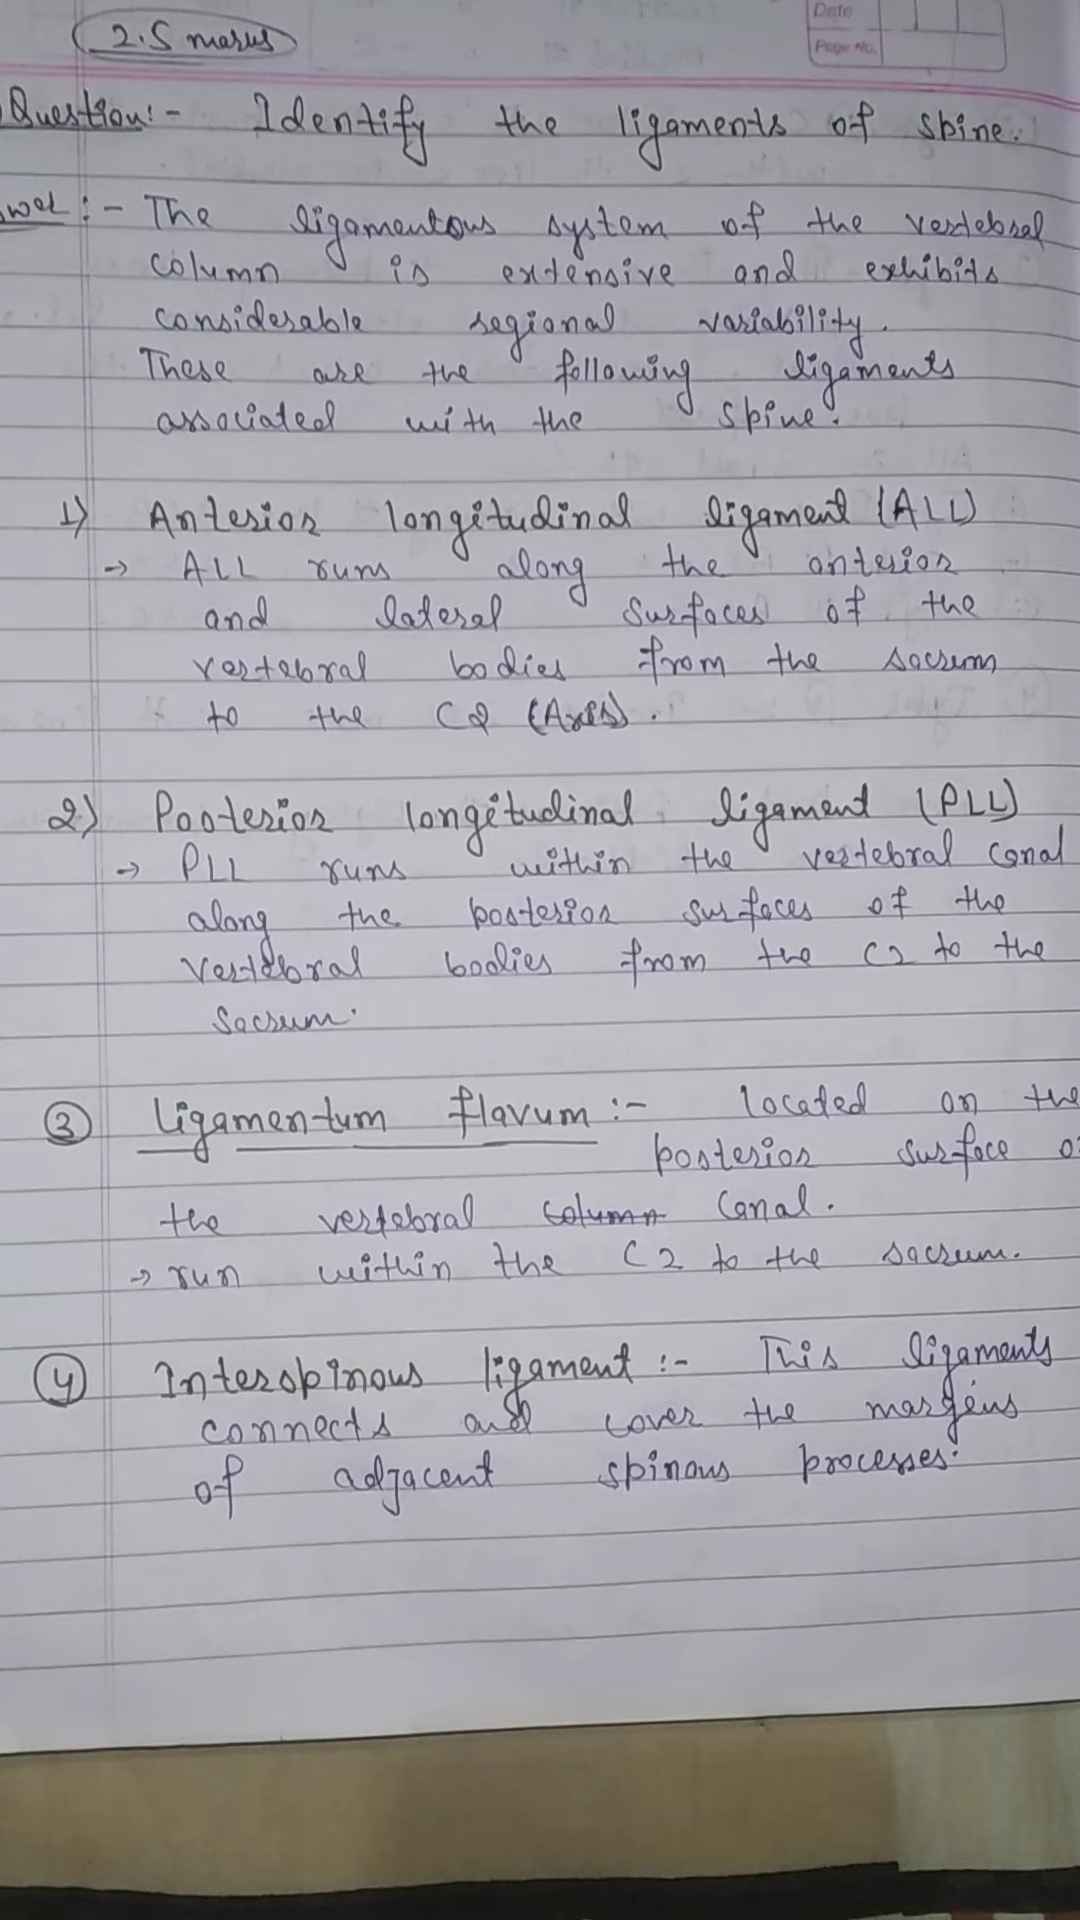 2.5 marks
Date
Page No.
Question:- Identify the ligaments of spine.
:- The ligamentous system of the vertebral
column is extensive and exhibits
considerable regional variability.
These are the following ligaments
associated with the spine.
1) Anterior longitudinal ligament (ALL)
→ ALL runs along the anterior
and lateral surfaces of the
vertebral bodies from the sacrum
to the C2 (Axis).
2) Posterior longitudinal ligament (PLL)
→ PLL runs within the vertebral canal
along the posterior surfaces of the
vertebral bodies from the C2 to the
sacrum.
3 Ligamentum flavum :- located on the
posterior surface
the vertebral column canal.
→ run within the C2 to the sacrum.
4 Interspinous ligament :- This ligaments
connects and cover the margins
of adjacent spinous processes.